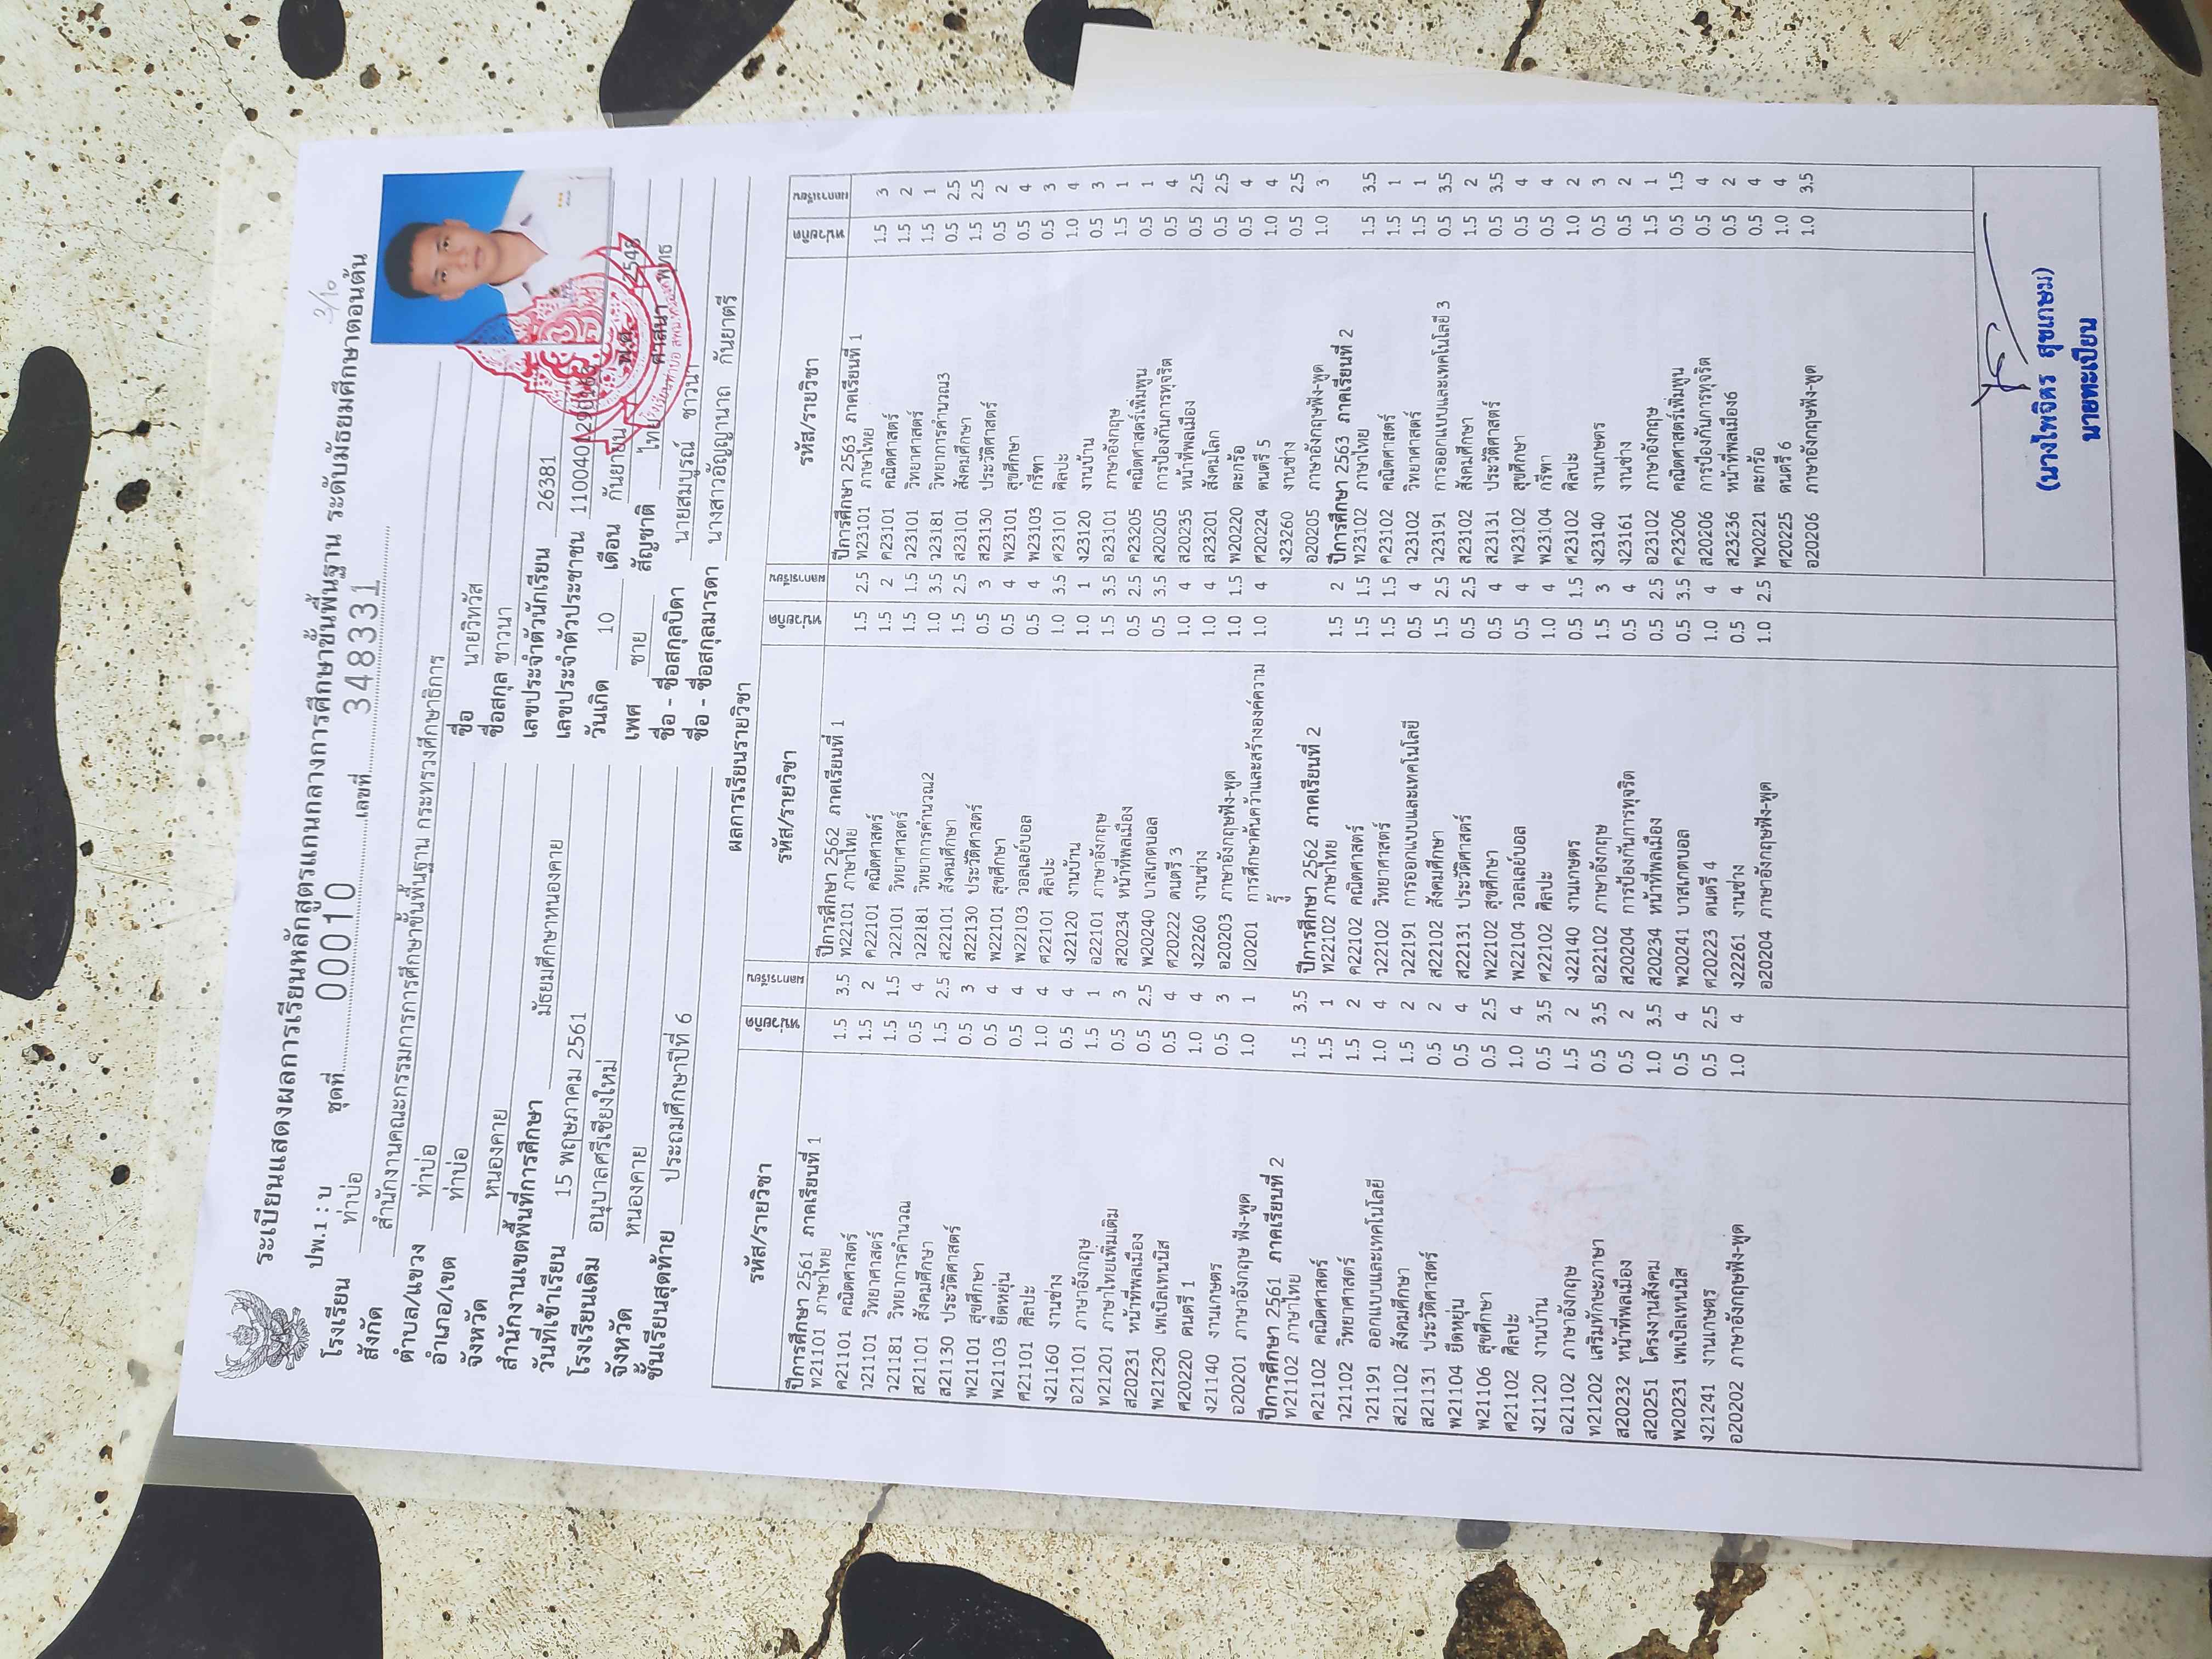 3/10
ระเบียนแสดงผลการเรียนหลักสูตรแกนกลางการศึกษาขั้นพื้นฐาน ระดับมัธยมศึกษาตอนต้น
ปพ.1 : บ ชุดที่ 00010 เลขที่ 348331
โรงเรียน ท่าบ่อ
สังกัด สำนักงานคณะกรรมการการศึกษาขั้นพื้นฐาน กระทรวงศึกษาธิการ
ตำบล/แขวง ท่าบ่อ
อำเภอ/เขต ท่าบ่อ
จังหวัด หนองคาย
สำนักงานเขตพื้นที่การศึกษา มัธยมศึกษาหนองคาย
วันที่เข้าเรียน 15 พฤษภาคม 2561
โรงเรียนเดิม อนุบาลศรีเชียงใหม่
จังหวัด หนองคาย
ชั้นเรียนสุดท้าย ประถมศึกษาปีที่ 6
ชื่อ นายวิทวัส
ชื่อสกุล ชาวนา
เลขประจำตัวนักเรียน 26381
เลขประจำตัวประชาชน
วันเกิด 10 เดือน กันยายน พ.ศ. 2548
เพศ ชาย สัญชาติ ไทย ศาสนา พุทธ
ชื่อ - ชื่อสกุลบิดา นายสมบูรณ์ ชาวนา
ชื่อ - ชื่อสกุลมารดา นางสาวอัญญานาถ กันยาตรี
ผลการเรียนรายวิชา
รหัส/รายวิชา หน่วยกิต ผลการเรียน
ปีการศึกษา 2561 ภาคเรียนที่ 1
ท21101 ภาษาไทย 1.5 3.5
ค21101 คณิตศาสตร์ 1.5 2
ว21101 วิทยาศาสตร์ 1.5 1.5
ว21181 วิทยาการคำนวณ 0.5 4
ส21101 สังคมศึกษา 1.5 2.5
ส21130 ประวัติศาสตร์ 0.5 3
พ21101 สุขศึกษา 0.5 4
พ21103 ยืดหยุ่น 0.5 4
ศ21101 ศิลปะ 1.0 4
ง21160 งานช่าง 0.5 4
อ21101 ภาษาอังกฤษ 1.5 1
ท21201 ภาษาไทยเพิ่มเติม 0.5 3
ส20231 หน้าที่พลเมือง 0.5 2.5
พ21230 เทเบิลเทนนิส 0.5 4
ศ20220 ดนตรี 1 1.0 4
ง21140 งานเกษตร 0.5 3
อ20201 ภาษาอังกฤษ ฟัง-พูด 1.0 1
ปีการศึกษา 2561 ภาคเรียนที่ 2
ท21102 ภาษาไทย 1.5 3.5
ค21102 คณิตศาสตร์ 1.5 1
ว21102 วิทยาศาสตร์ 1.5 2
ว21191 ออกแบบและเทคโนโลยี 1.0 4
ส21102 สังคมศึกษา 1.5 2
ส21131 ประวัติศาสตร์ 0.5 2
พ21104 ยืดหยุ่น 0.5 4
พ21106 สุขศึกษา 0.5 2.5
ศ21102 ศิลปะ 1.0 4
ง21120 งานบ้าน 0.5 3.5
อ21102 ภาษาอังกฤษ 1.5 2
ท21202 เสริมทักษะภาษา 0.5 3.5
ส20232 หน้าที่พลเมือง 0.5 2
ส20251 โครงงานสังคม 1.0 3.5
พ20231 เทเบิลเทนนิส 0.5 4
ง21241 งานเกษตร 0.5 2.5
อ20202 ภาษาอังกฤษฟัง-พูด 1.0 4
รหัส/รายวิชา หน่วยกิต ผลการเรียน
ปีการศึกษา 2562 ภาคเรียนที่ 1
ท22101 ภาษาไทย 1.5 2.5
ค22101 คณิตศาสตร์ 1.5 2
ว22101 วิทยาศาสตร์ 1.5 1.5
ว22181 วิทยาการคำนวณ2 1.0 3.5
ส22101 สังคมศึกษา 1.5 2.5
ส22130 ประวัติศาสตร์ 0.5 3
พ22101 สุขศึกษา 0.5 4
พ22103 วอลเลย์บอล 0.5 4
ศ22101 ศิลปะ 1.0 3.5
ง22120 งานบ้าน 1.0 1
อ22101 ภาษาอังกฤษ 1.5 3.5
ส20234 หน้าที่พลเมือง 0.5 2.5
พ20240 บาสเกตบอล 0.5 3.5
ศ20222 ดนตรี 3 1.0 4
ง22260 งานช่าง 1.0 4
อ20203 ภาษาอังกฤษฟัง-พูด 1.0 1.5
I20201 การศึกษาค้นคว้าและสร้างองค์ความ 1.0 4
รู้
ปีการศึกษา 2562 ภาคเรียนที่ 2
ท22102 ภาษาไทย 1.5 2
ค22102 คณิตศาสตร์ 1.5 1.5
ว22102 วิทยาศาสตร์ 1.5 1.5
ว22191 การออกแบบและเทคโนโลยี 0.5 4
ส22102 สังคมศึกษา 1.5 2.5
ส22131 ประวัติศาสตร์ 0.5 2.5
พ22102 สุขศึกษา 0.5 4
พ22104 วอลเลย์บอล 0.5 4
ศ22102 ศิลปะ 1.0 4
ง22140 งานเกษตร 0.5 1.5
อ22102 ภาษาอังกฤษ 1.5 3
ส20204 การป้องกันการทุจริต 0.5 4
ส20234 หน้าที่พลเมือง 0.5 2.5
พ20241 บาสเกตบอล 0.5 3.5
ศ20223 ดนตรี 4 1.0 4
ง22261 งานช่าง 0.5 4
อ20204 ภาษาอังกฤษฟัง-พูด 1.0 2.5
รหัส/รายวิชา หน่วยกิต ผลการเรียน
ปีการศึกษา 2563 ภาคเรียนที่ 1
ท23101 ภาษาไทย 1.5 3
ค23101 คณิตศาสตร์ 1.5 2
ว23101 วิทยาศาสตร์ 1.5 1
ว23181 วิทยาการคำนวณ3 0.5 2.5
ส23101 สังคมศึกษา 1.5 2.5
ส23130 ประวัติศาสตร์ 0.5 2
พ23101 สุขศึกษา 0.5 4
พ23103 กรีฑา 0.5 3
ศ23101 ศิลปะ 1.0 4
ง23120 งานบ้าน 0.5 3
อ23101 ภาษาอังกฤษ 1.5 1
ค23205 คณิตศาสตร์เพิ่มพูน 0.5 1
ส20205 การป้องกันการทุจริต 0.5 4
ส20235 หน้าที่พลเมือง 0.5 2.5
ส23201 สังคมโลก 0.5 2.5
พ20220 ตะกร้อ 0.5 4
ศ20224 ดนตรี 5 1.0 4
ง23260 งานช่าง 0.5 2.5
อ20205 ภาษาอังกฤษฟัง-พูด 1.0 3
ปีการศึกษา 2563 ภาคเรียนที่ 2
ท23102 ภาษาไทย 1.5 3.5
ค23102 คณิตศาสตร์ 1.5 1
ว23102 วิทยาศาสตร์ 1.5 1
ว23191 การออกแบบและเทคโนโลยี 3 0.5 3.5
ส23102 สังคมศึกษา 1.5 2
ส23131 ประวัติศาสตร์ 0.5 3.5
พ23102 สุขศึกษา 0.5 4
พ23104 กรีฑา 0.5 4
ศ23102 ศิลปะ 1.0 2
ง23140 งานเกษตร 0.5 3
ง23161 งานช่าง 0.5 2
อ23102 ภาษาอังกฤษ 1.5 1
ค23206 คณิตศาสตร์เพิ่มพูน 0.5 1.5
ส20206 การป้องกันการทุจริต 0.5 4
ส23236 หน้าที่พลเมือง6 0.5 2
พ20221 ตะกร้อ 0.5 4
ศ20225 ดนตรี 6 1.0 4
อ20206 ภาษาอังกฤษฟัง-พูด 1.0 3.5
(นางไพจิตร สุขเกษม)
นายทะเบียน